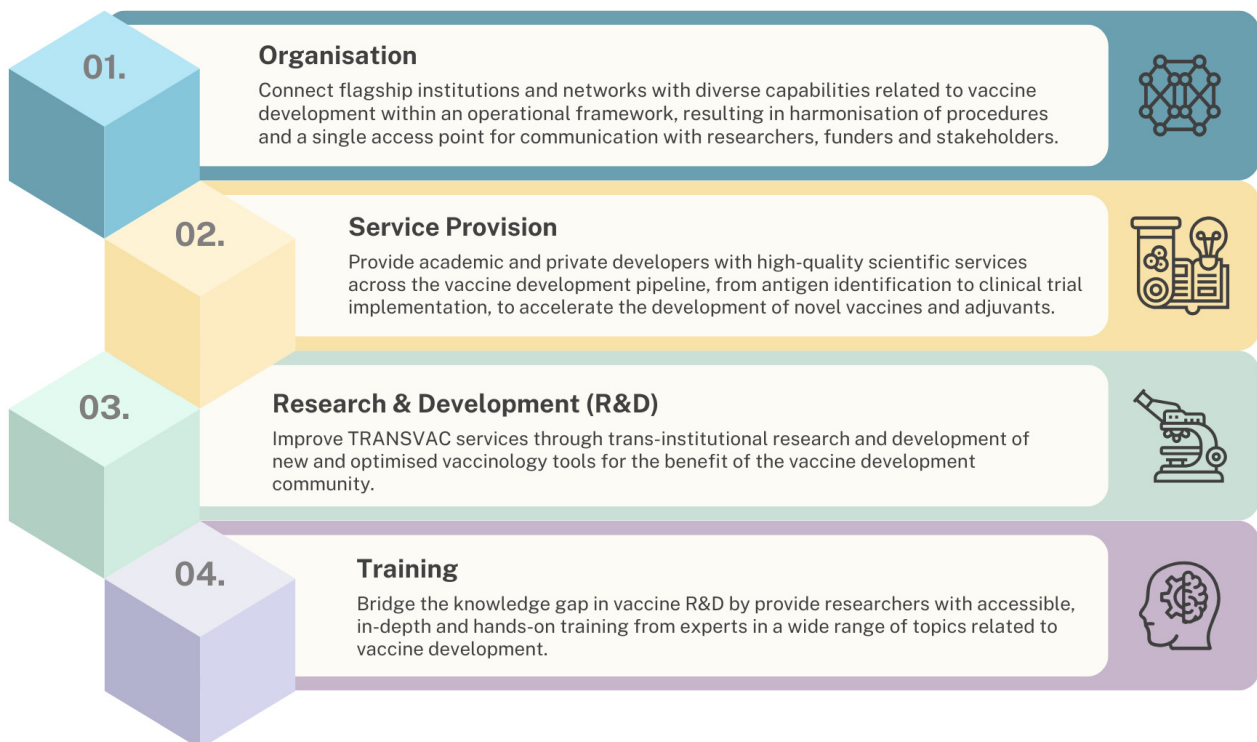 01.
Organisation
Connect flagship institutions and networks with diverse capabilities related to vaccine
development within an operational framework, resulting in harmonisation of procedures
and a single access point for communication with researchers, funders and stakeholders.
02.
Service Provision
Provide academic and private developers with high-quality scientific services
across the vaccine development pipeline, from antigen identification to clinical trial
implementation, to accelerate the development of novel vaccines and adjuvants.
03.
Research & Development (R&D)
Improve TRANSVAC services through trans-institutional research and development of
new and optimised vaccinology tools for the benefit of the vaccine development
community.
04.
Training
Bridge the knowledge gap in vaccine R&D by provide researchers with accessible,
in-depth and hands-on training from experts in a wide range of topics related to
vaccine development.